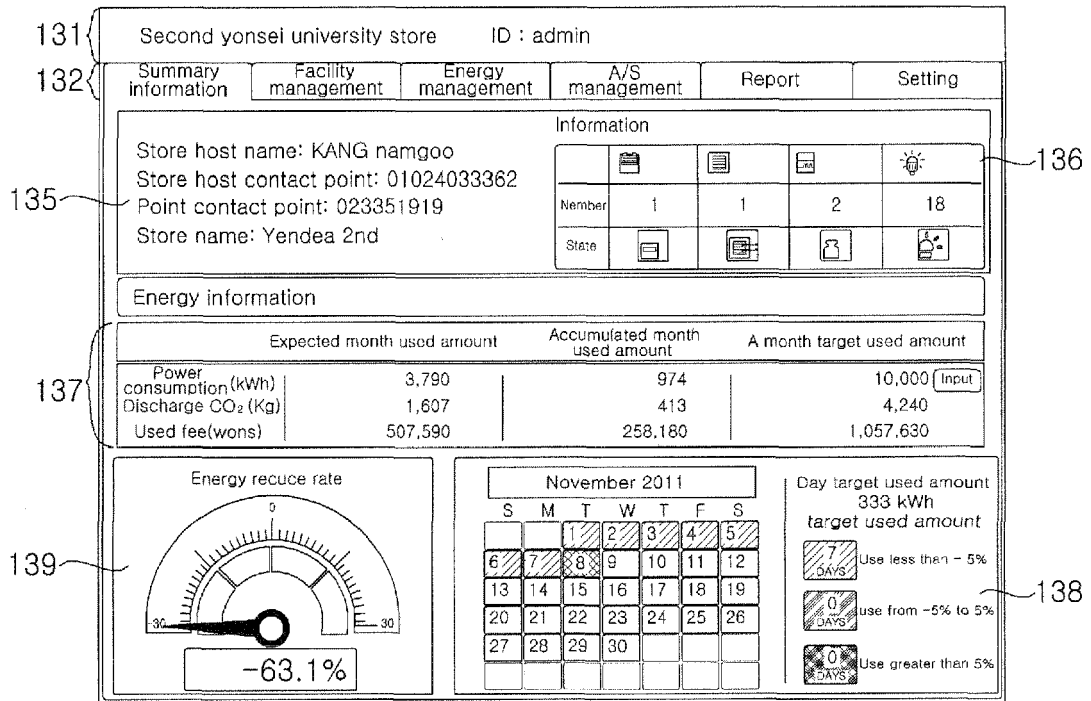 131
Second yonsei university store ID : admin
132
Summary information
Facility management
Energy management
A/S management
Report
Setting
135
Store host name: KANG namgoo
Store host contact point: 01024033362
Point contact point: 023351919
Store name: Yendea 2nd
Information
136
Nember 1 1 2 18
State
Energy information
137
Expected month used amount
Accumulated month used amount
A month target used amount
Power consumption (kWh) 3,790 974 10,000 Input
Discharge CO₂ (Kg) 1,607 413 4,240
Used fee(wons) 507,590 258,180 1,057,630
139
Energy recuce rate
0
-30 30
-63.1%
November 2011
S M T W T F S
1 2 3 4 5
6 7 8 9 10 11 12
13 14 15 16 17 18 19
20 21 22 23 24 25 26
27 28 29 30
138
Day target used amount
333 kWh
target used amount
7 DAYS Use less than - 5%
0 DAYS use from -5% to 5%
0 DAYS Use greater than 5%